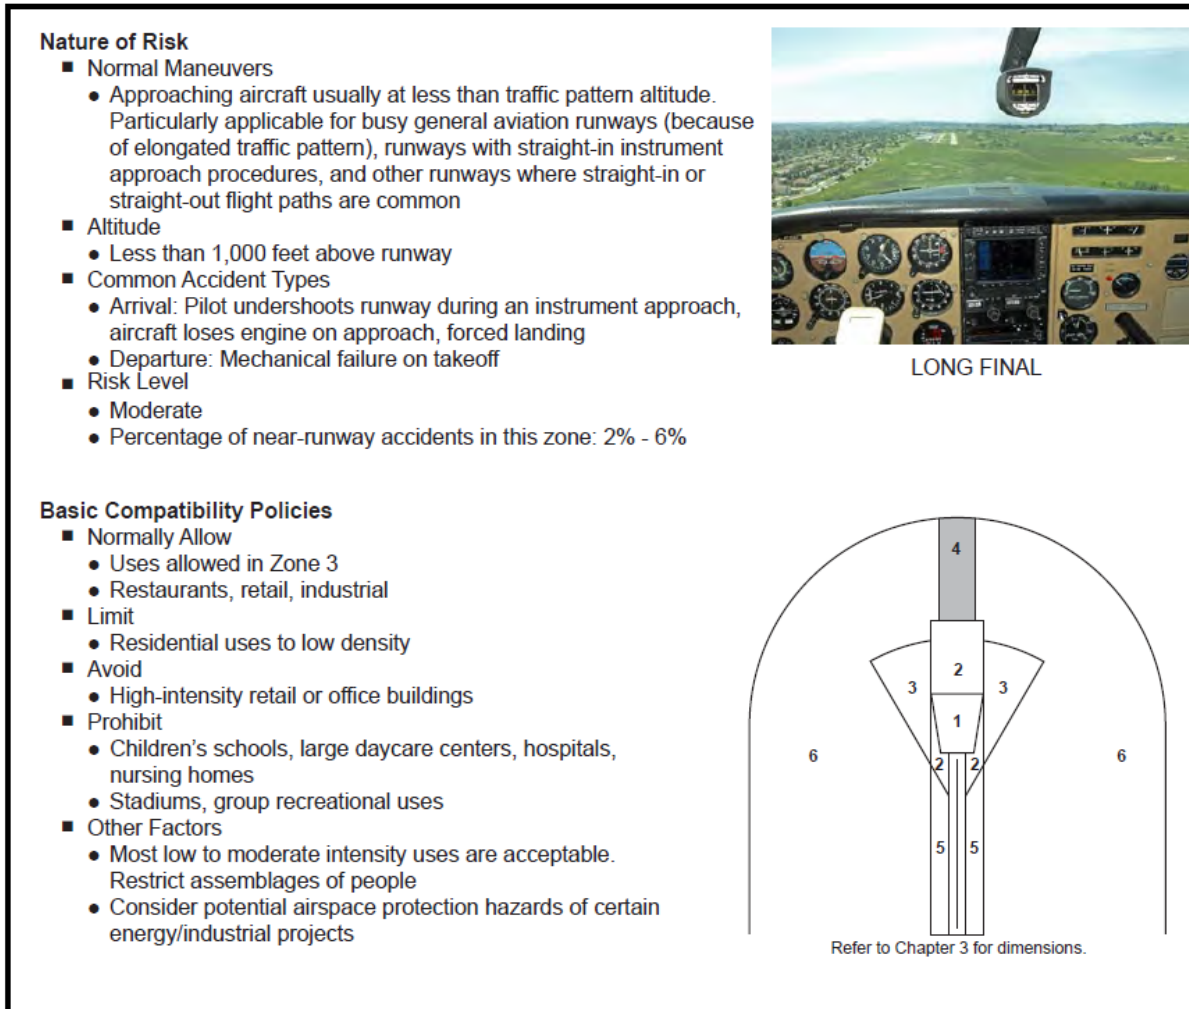 Nature of Risk
■ Normal Maneuvers
● Approaching aircraft usually at less than traffic pattern altitude.
Particularly applicable for busy general aviation runways (because
of elongated traffic pattern), runways with straight-in instrument
approach procedures, and other runways where straight-in or
straight-out flight paths are common
■ Altitude
● Less than 1,000 feet above runway
■ Common Accident Types
● Arrival: Pilot undershoots runway during an instrument approach,
aircraft loses engine on approach, forced landing
● Departure: Mechanical failure on takeoff
■ Risk Level
● Moderate
● Percentage of near-runway accidents in this zone: 2% - 6%
LONG FINAL
Basic Compatibility Policies
■ Normally Allow
● Uses allowed in Zone 3
● Restaurants, retail, industrial
■ Limit
● Residential uses to low density
■ Avoid
● High-intensity retail or office buildings
■ Prohibit
● Children's schools, large daycare centers, hospitals,
nursing homes
● Stadiums, group recreational uses
■ Other Factors
● Most low to moderate intensity uses are acceptable.
Restrict assemblages of people
● Consider potential airspace protection hazards of certain
energy/industrial projects
4
2
3 3
1
6 2 2 6
5 5
Refer to Chapter 3 for dimensions.